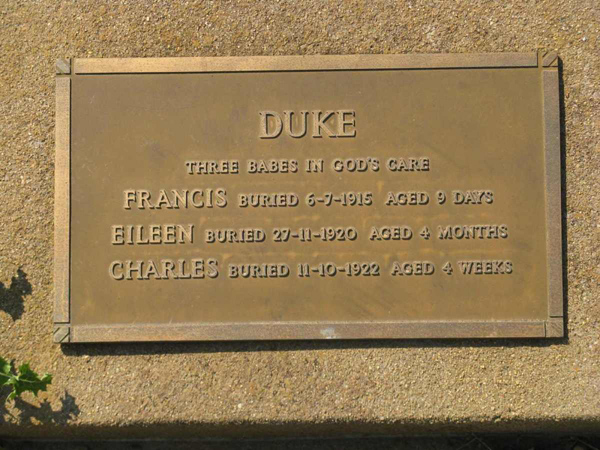 DUKE
THREE BABES IN GOD'S CARE
FRANCIS BURIED 6-7-1915 AGED 9 DAYS
EILEEN BURIED 27-11-1920 AGED 4 MONTHS
CHARLES BURIED 11-10-1922 AGED 4 WEEKS